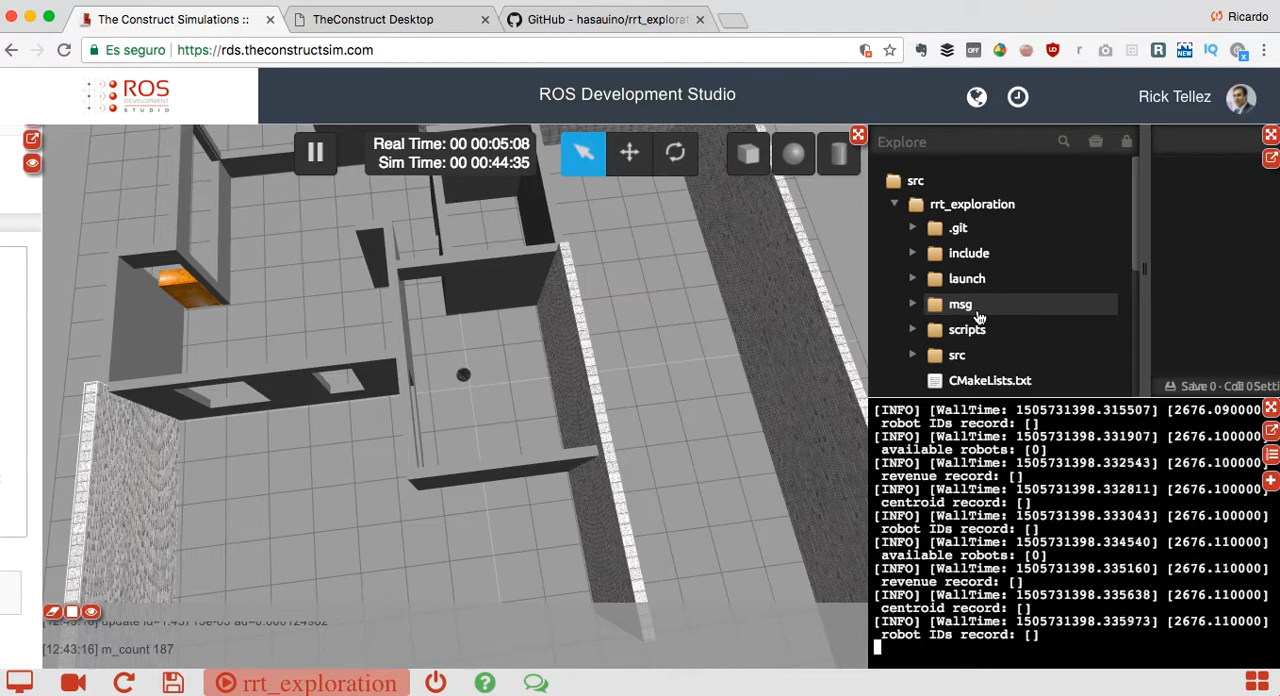 The Construct Simulations ::
TheConstruct Desktop
GitHub - hasauino/rrt_explorat
Ricardo
Es seguro
https://rds.theconstructsim.com
ROS
DEVELOPMENT
STUDIO
ROS Development Studio
Rick Tellez
Real Time: 00 00:05:08
Sim Time: 00 00:44:35
Explore
src
rrt_exploration
.git
include
launch
msg
scripts
src
CMakeLists.txt
[INFO] [WallTime: 1505731398.315507] [2676.090000]
robot IDs record: []
[INFO] [WallTime: 1505731398.331907] [2676.100000]
available robots: [0]
[INFO] [WallTime: 1505731398.332543] [2676.100000]
revenue record: []
[INFO] [WallTime: 1505731398.332811] [2676.100000]
centroid record: []
[INFO] [WallTime: 1505731398.333043] [2676.100000]
robot IDs record: []
[INFO] [WallTime: 1505731398.334540] [2676.110000]
available robots: [0]
[INFO] [WallTime: 1505731398.335160] [2676.110000]
revenue record: []
[INFO] [WallTime: 1505731398.335638] [2676.110000]
centroid record: []
[INFO] [WallTime: 1505731398.335973] [2676.110000]
robot IDs record: []
[12:43:16] m_count 187
rrt_exploration